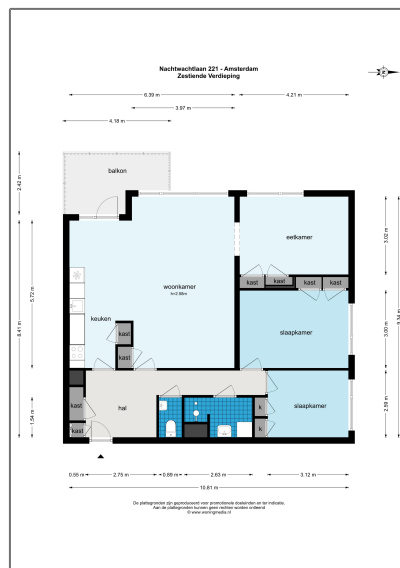 Nachtwachtlaan 221 - Amsterdam
Zestiende Verdieping
6.39 m
4.21 m
3.97 m
4.18 m
2.42 m
balkon
eetkamer
3.02 m
woonkamer
h=2.58m
5.72 m
8.41 m
9.34 m
kast
kast
kast
kast
keuken
kast
kast
slaapkamer
3.00 m
kast
kast
hal
k
k
slaapkamer
2.59 m
1.54 m
0.55 m
2.75 m
0.89 m
2.63 m
3.12 m
10.81 m
De plattegronden zijn geproduceerd voor promotionele doeleinden en ter indicatie.
Aan de plattegronden kunnen geen rechten worden ontleend
© www.woningmedia.nl